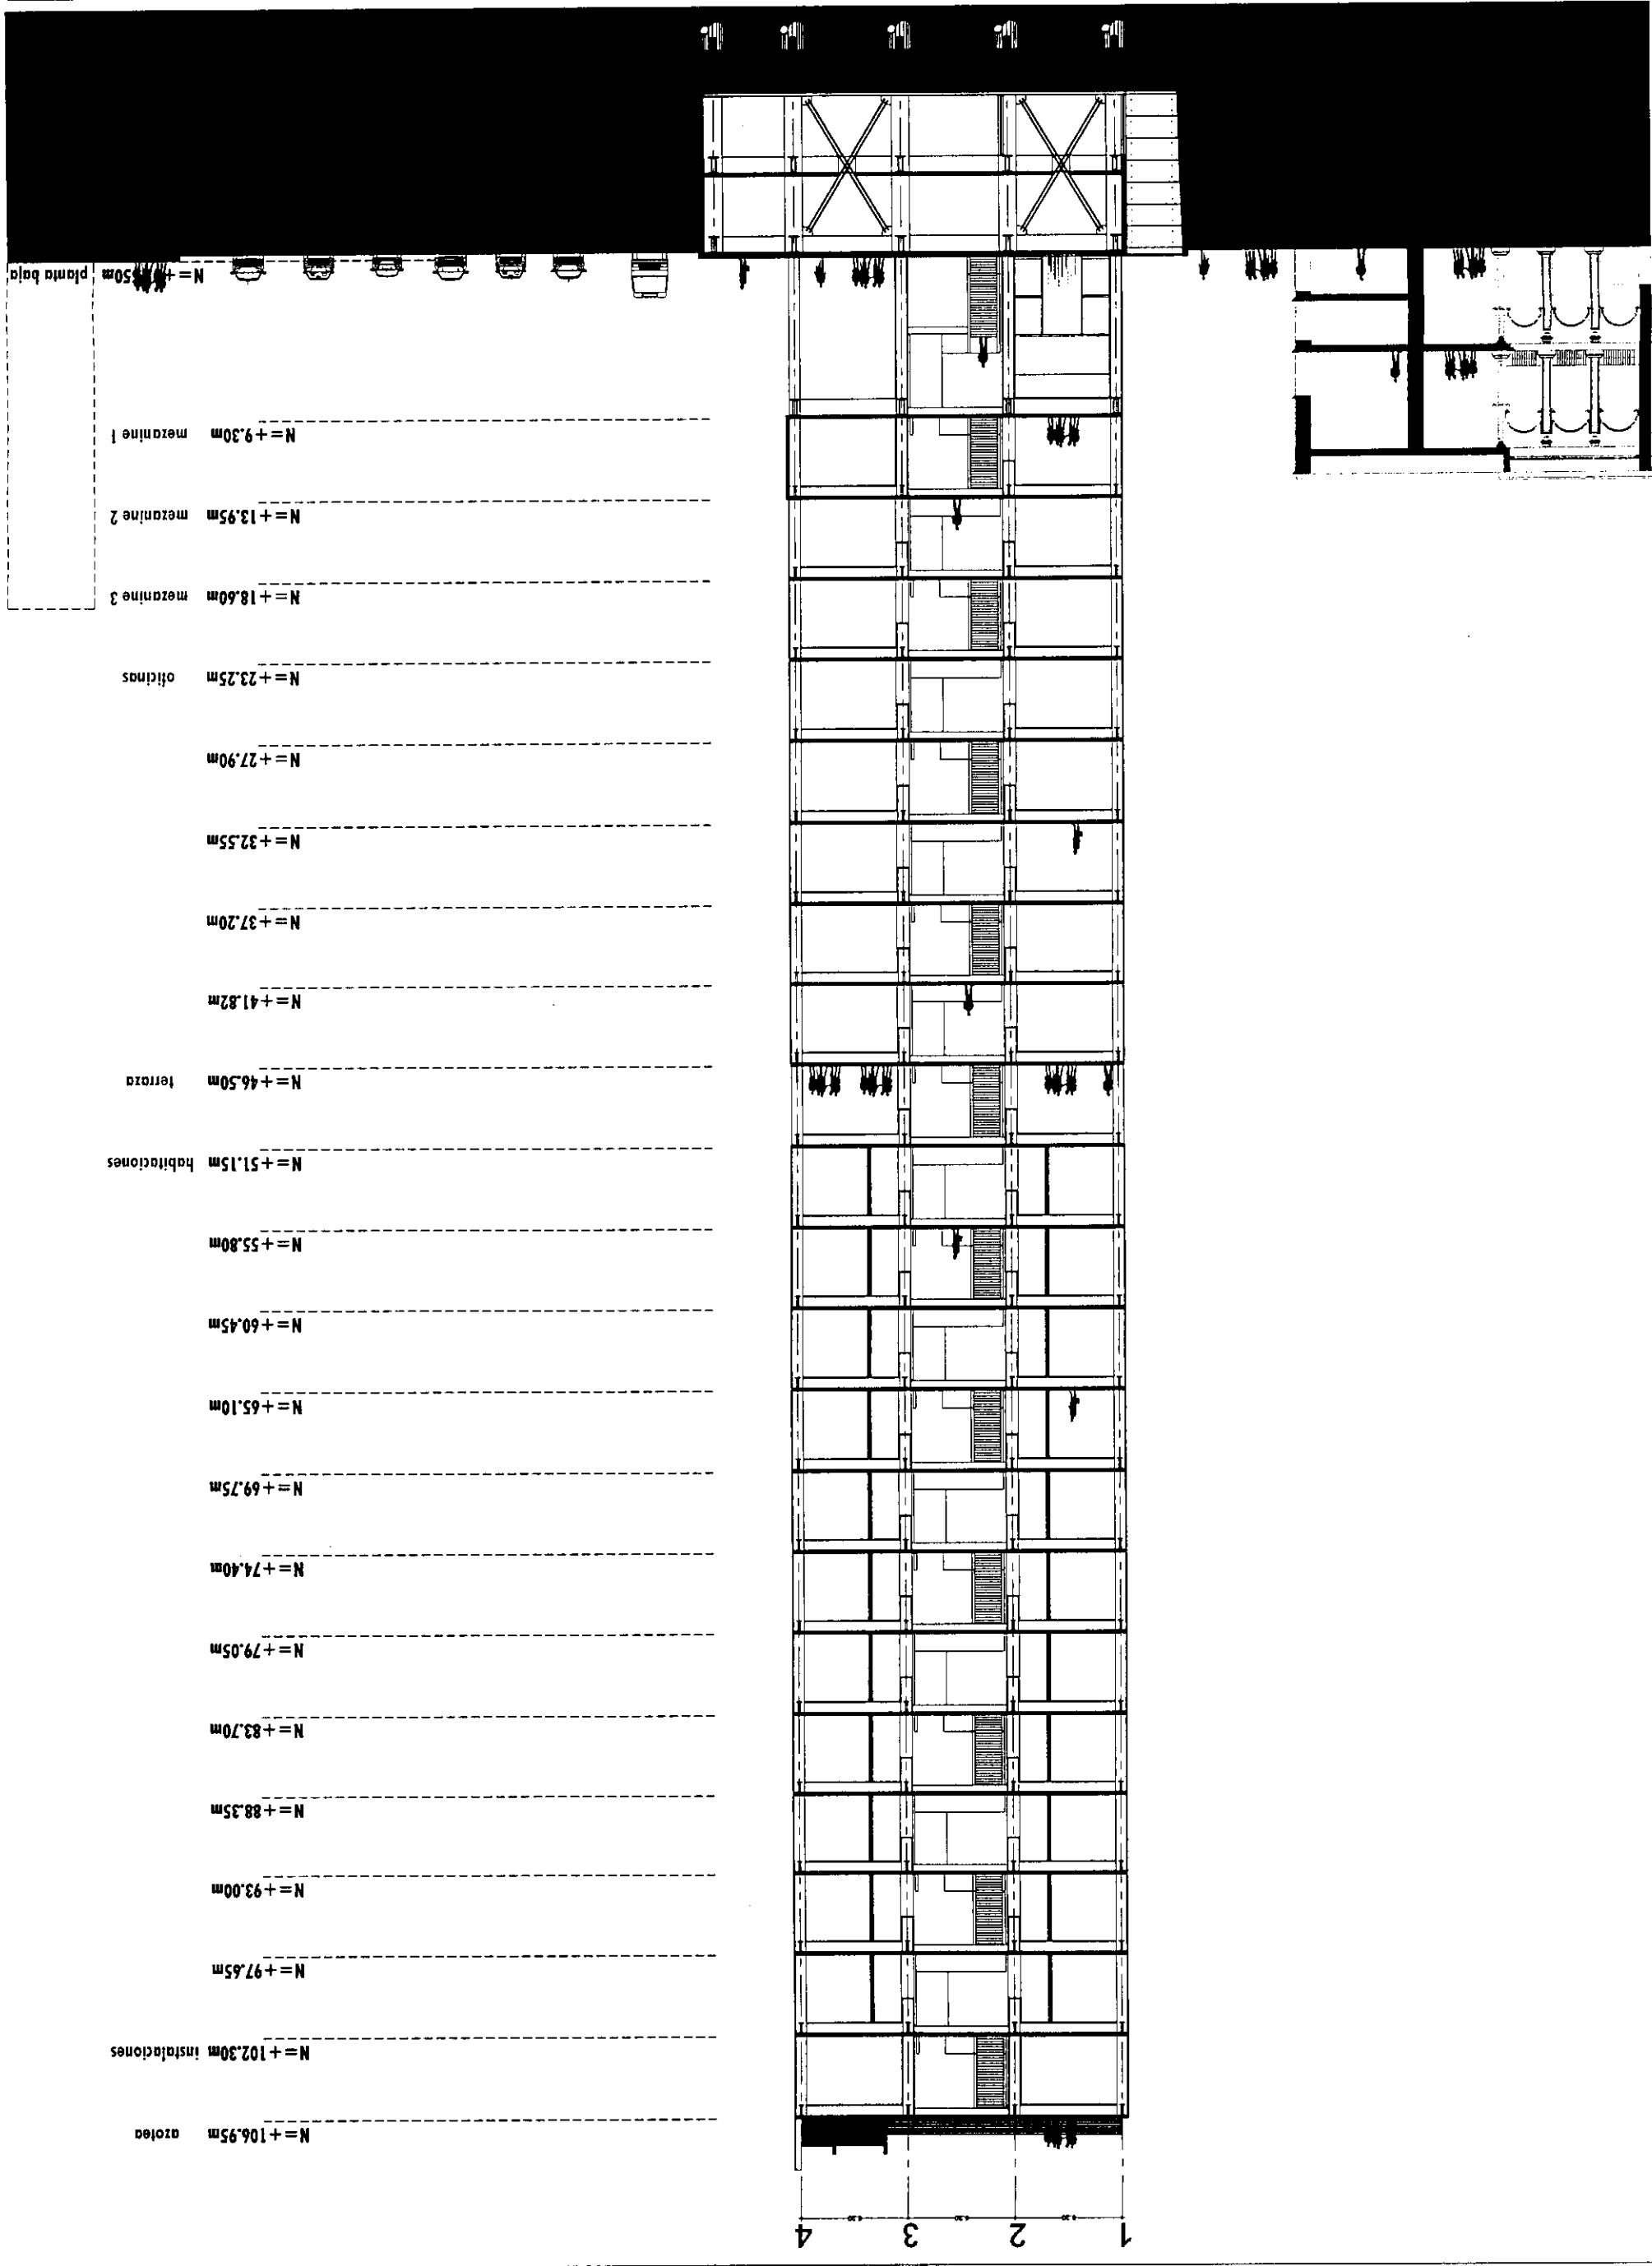 1 2 3 4
N=+106.95m azotea
N=+102.30m instalaciones
N=+97.65m
N=+93.00m
N=+88.35m
N=+83.70m
N=+79.05m
N=+74.40m
N=+69.75m
N=+65.10m
N=+60.45m
N=+55.80m
N=+51.15m habitaciones
N=+46.50m terraza
N=+41.82m
N=+37.20m
N=+32.55m
N=+27.90m
N=+23.25m oficinas
N=+18.60m mezanine 3
N=+13.95m mezanine 2
N=+9.30m mezanine 1
planta baja